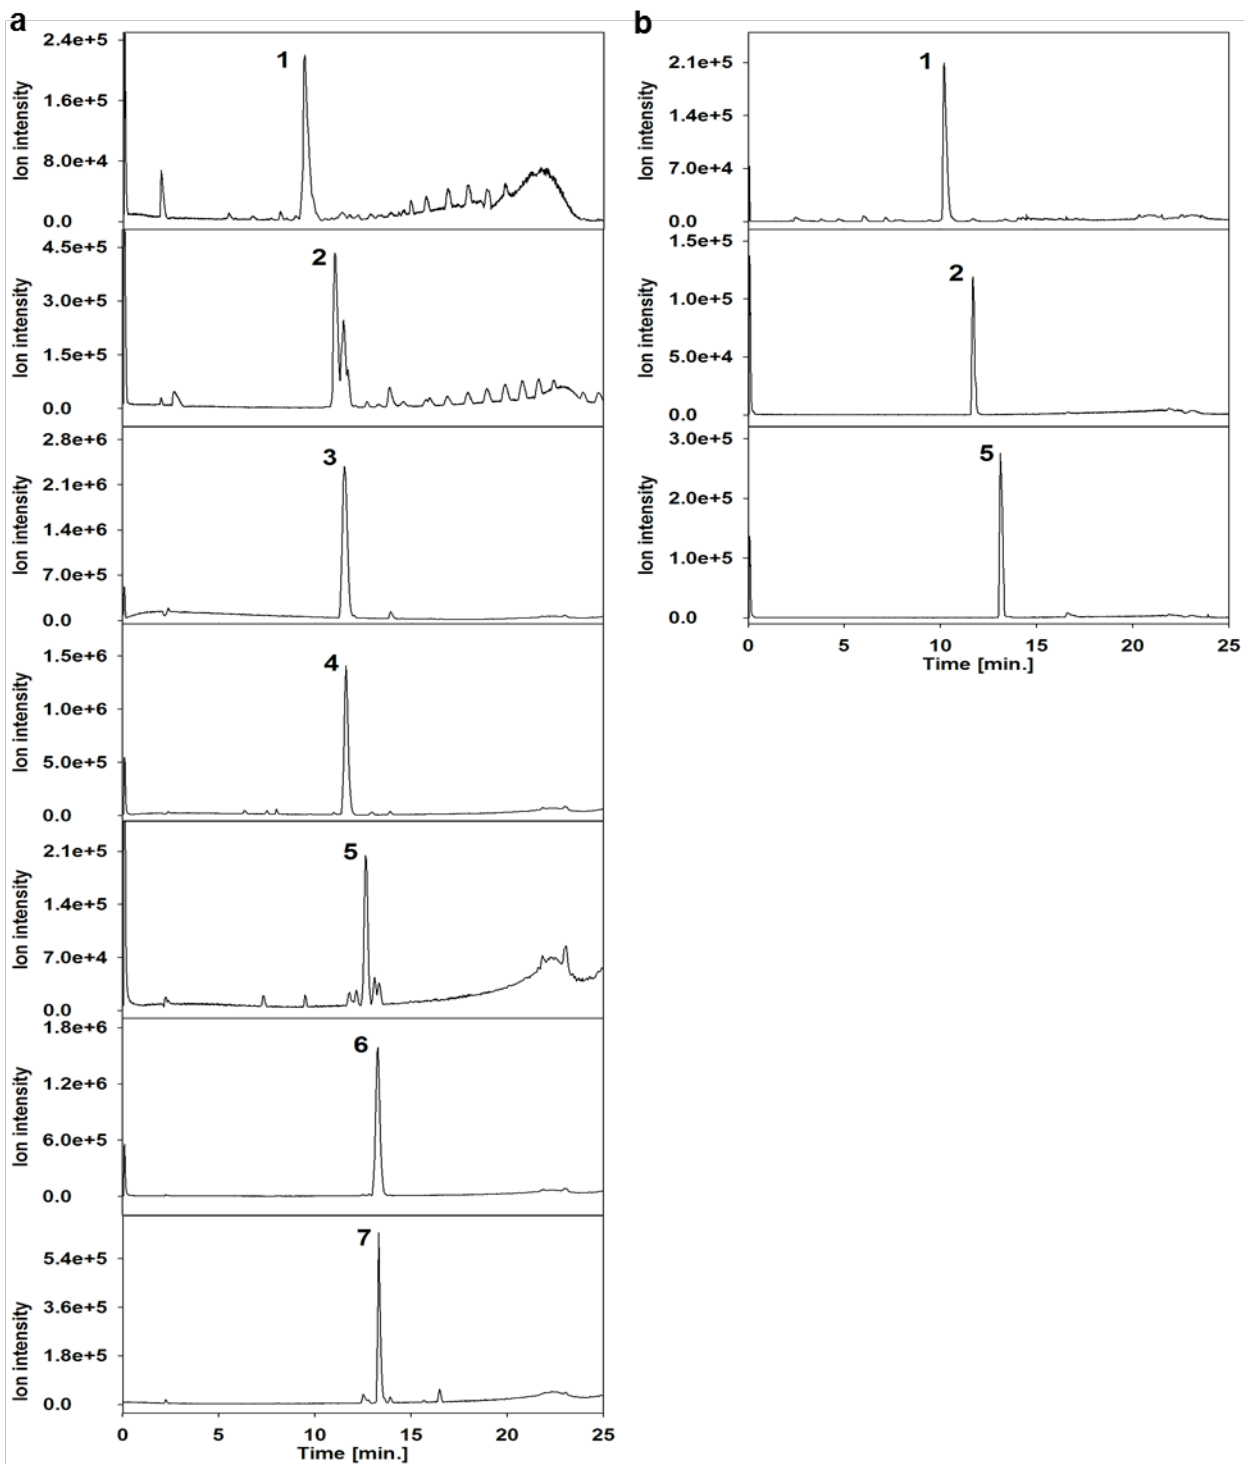 a
Ion intensity
2.4e+5
1.6e+5
8.0e+4
0.0
1
Ion intensity
4.5e+5
3.0e+5
1.5e+5
0.0
2
Ion intensity
2.8e+6
2.1e+6
1.4e+6
7.0e+5
0.0
3
Ion intensity
1.5e+6
1.0e+6
5.0e+5
0.0
4
Ion intensity
2.1e+5
1.4e+5
7.0e+4
0.0
5
Ion intensity
1.8e+6
1.2e+6
6.0e+5
0.0
6
Ion intensity
5.4e+5
3.6e+5
1.8e+5
0.0
7
0 5 10 15 20 25
Time [min.]
b
Ion intensity
2.1e+5
1.4e+5
7.0e+4
0.0
1
Ion intensity
1.5e+5
1.0e+5
5.0e+4
0.0
2
Ion intensity
3.0e+5
2.0e+5
1.0e+5
0.0
5
0 5 10 15 20 25
Time [min.]